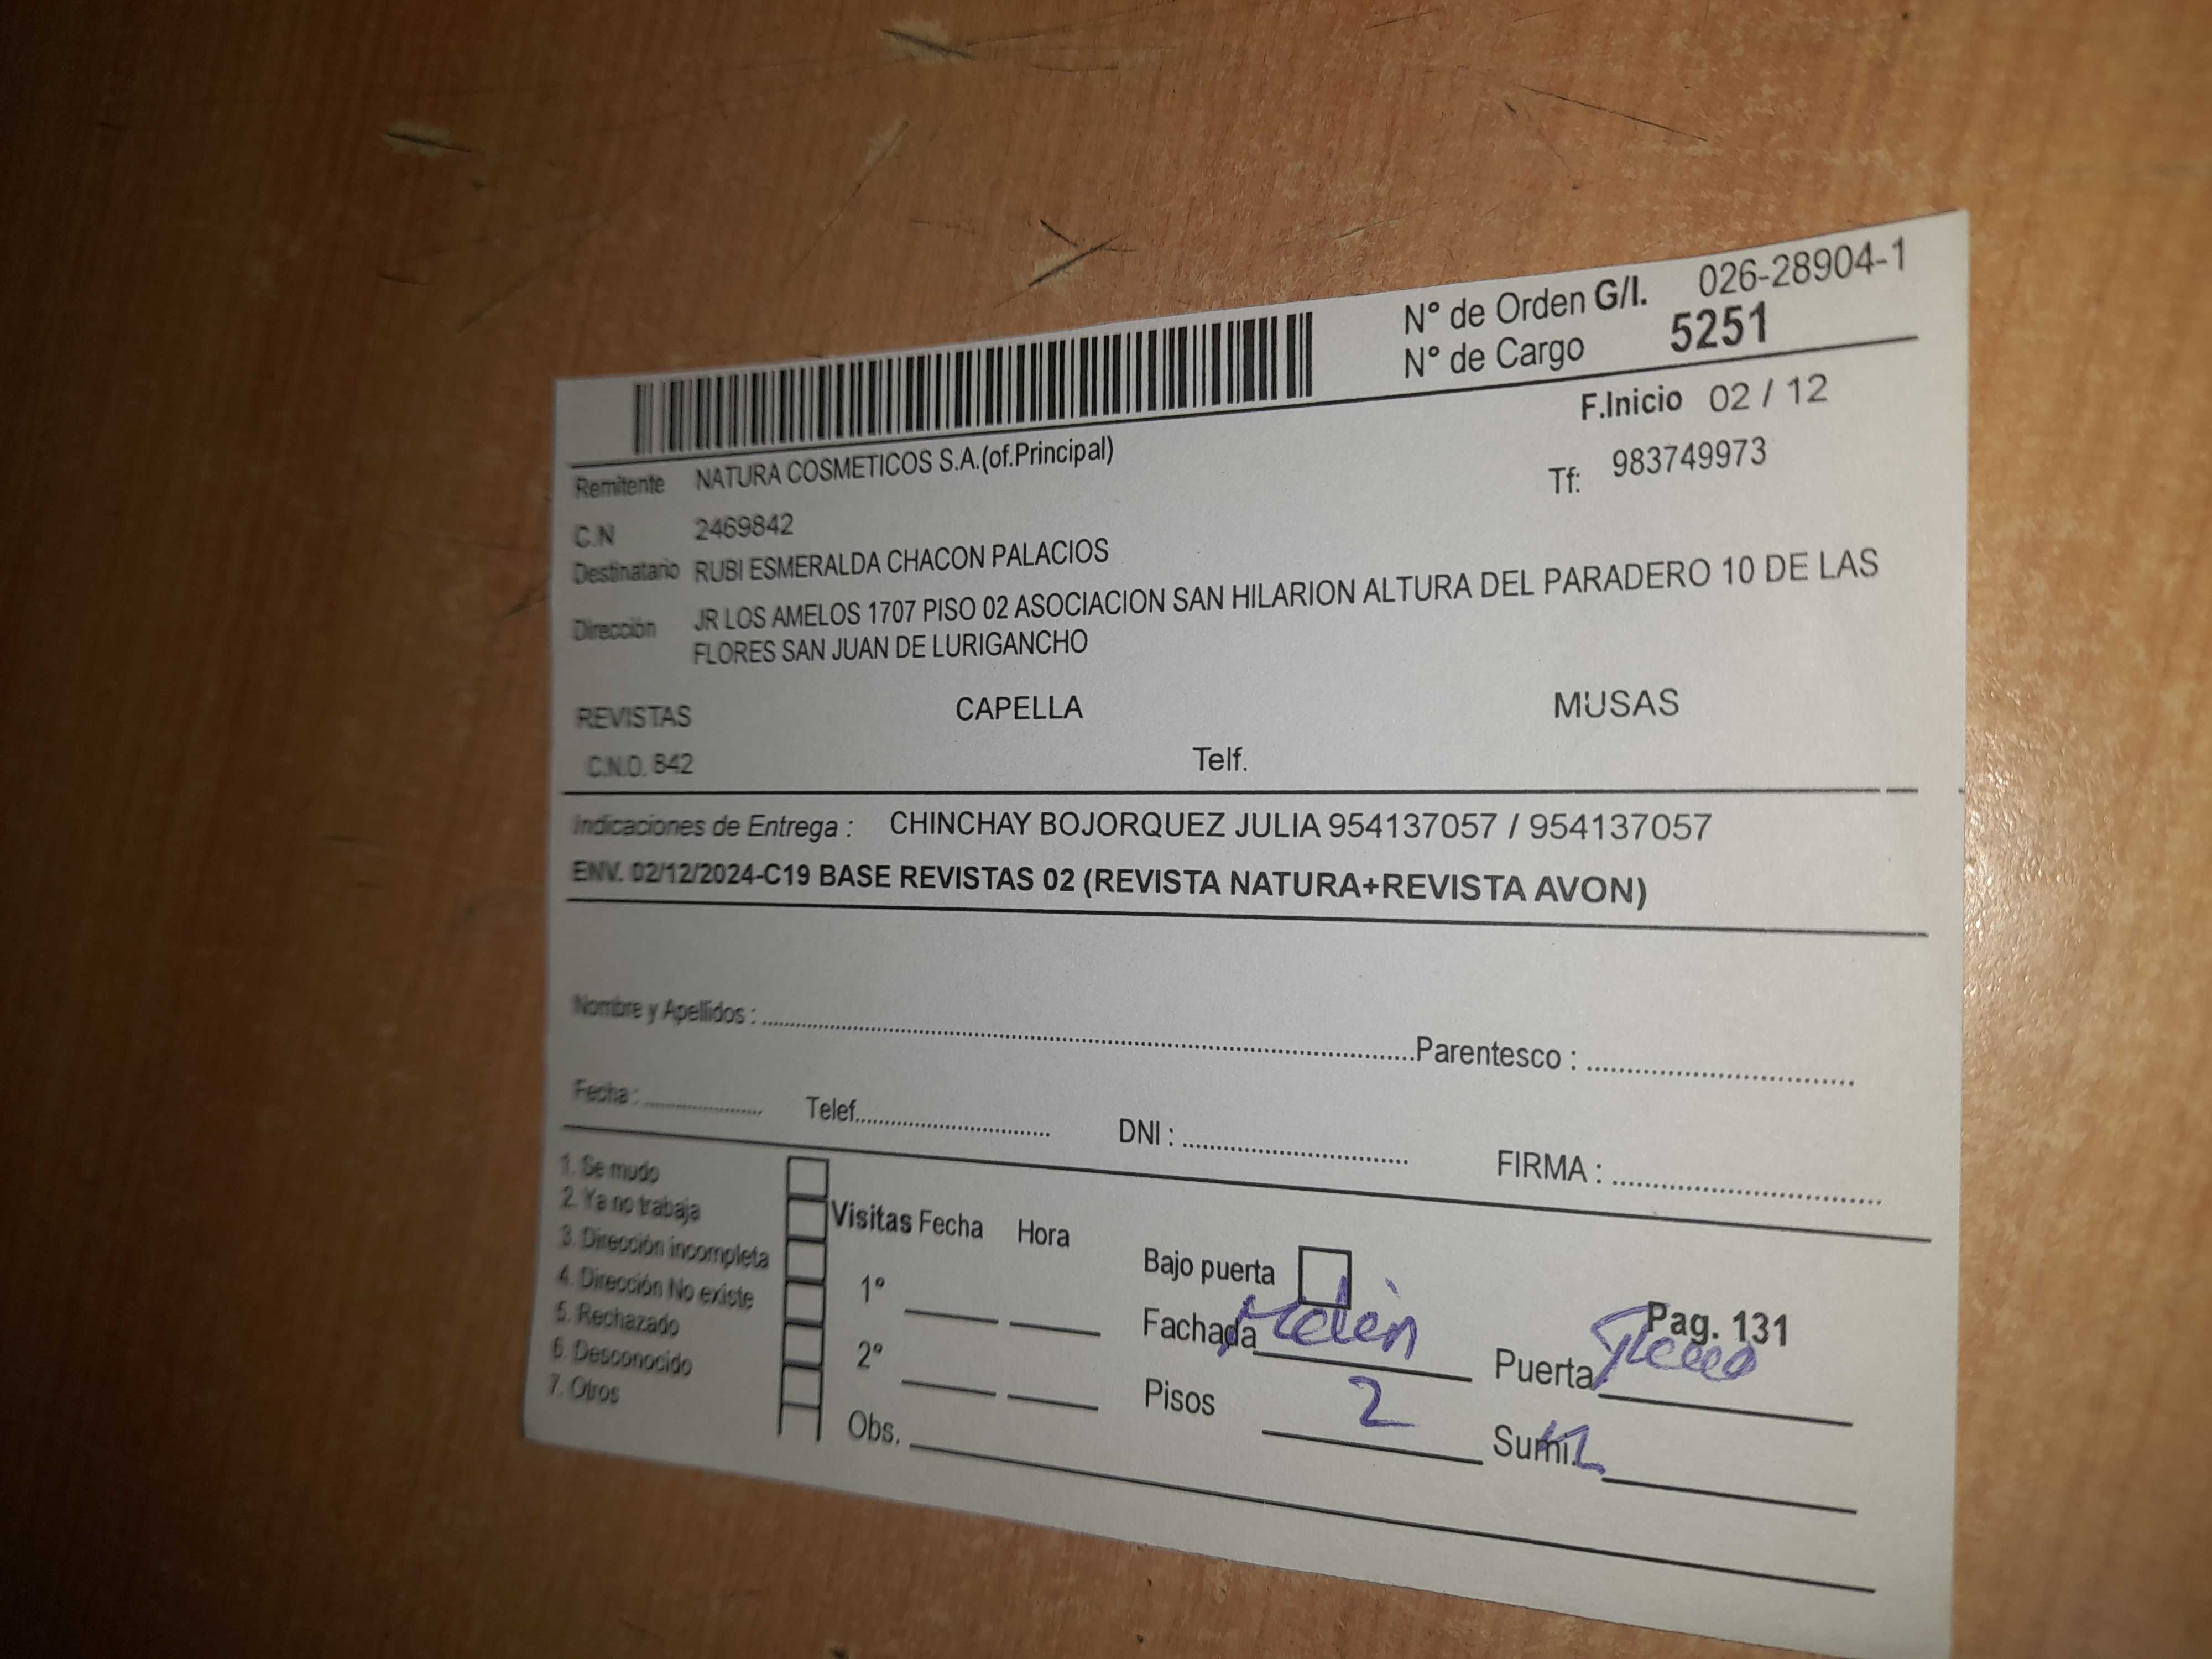 N° de Orden G/I. 026-28904-1
N° de Cargo 5251
F.Inicio 02 / 12
Remitente NATURA COSMETICOS S.A.(of.Principal)
Tf: 983749973
C.N 2469842
Destinatario RUBI ESMERALDA CHACON PALACIOS
Dirección JR LOS AMELOS 1707 PISO 02 ASOCIACION SAN HILARION ALTURA DEL PARADERO 10 DE LAS
FLORES SAN JUAN DE LURIGANCHO
REVISTAS CAPELLA MUSAS
C.N.O. 842 Telf.
Indicaciones de Entrega : CHINCHAY BOJORQUEZ JULIA 954137057 / 954137057
ENV. 02/12/2024-C19 BASE REVISTAS 02 (REVISTA NATURA+REVISTA AVON)
Nombre y Apellidos : Parentesco :
Fecha : Telef. DNI : FIRMA :
1. Se mudo
2. Ya no trabaja
3. Dirección incompleta
4. Dirección No existe
5. Rechazado
6. Desconocido
7. Otros
Visitas Fecha Hora
1°
2°
Obs.
Bajo puerta
Fachada
Pisos 2
Pag. 131
Puerta
Sumi.